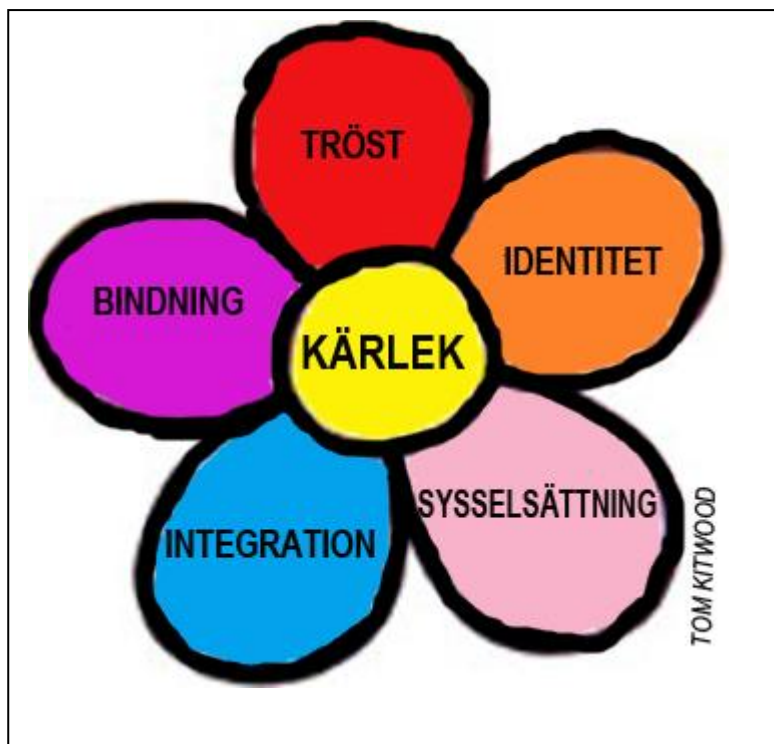 TRÖST
IDENTITET
BINDNING
KÄRLEK
SYSSELSÄTTNING
INTEGRATION
TOM KITWOOD